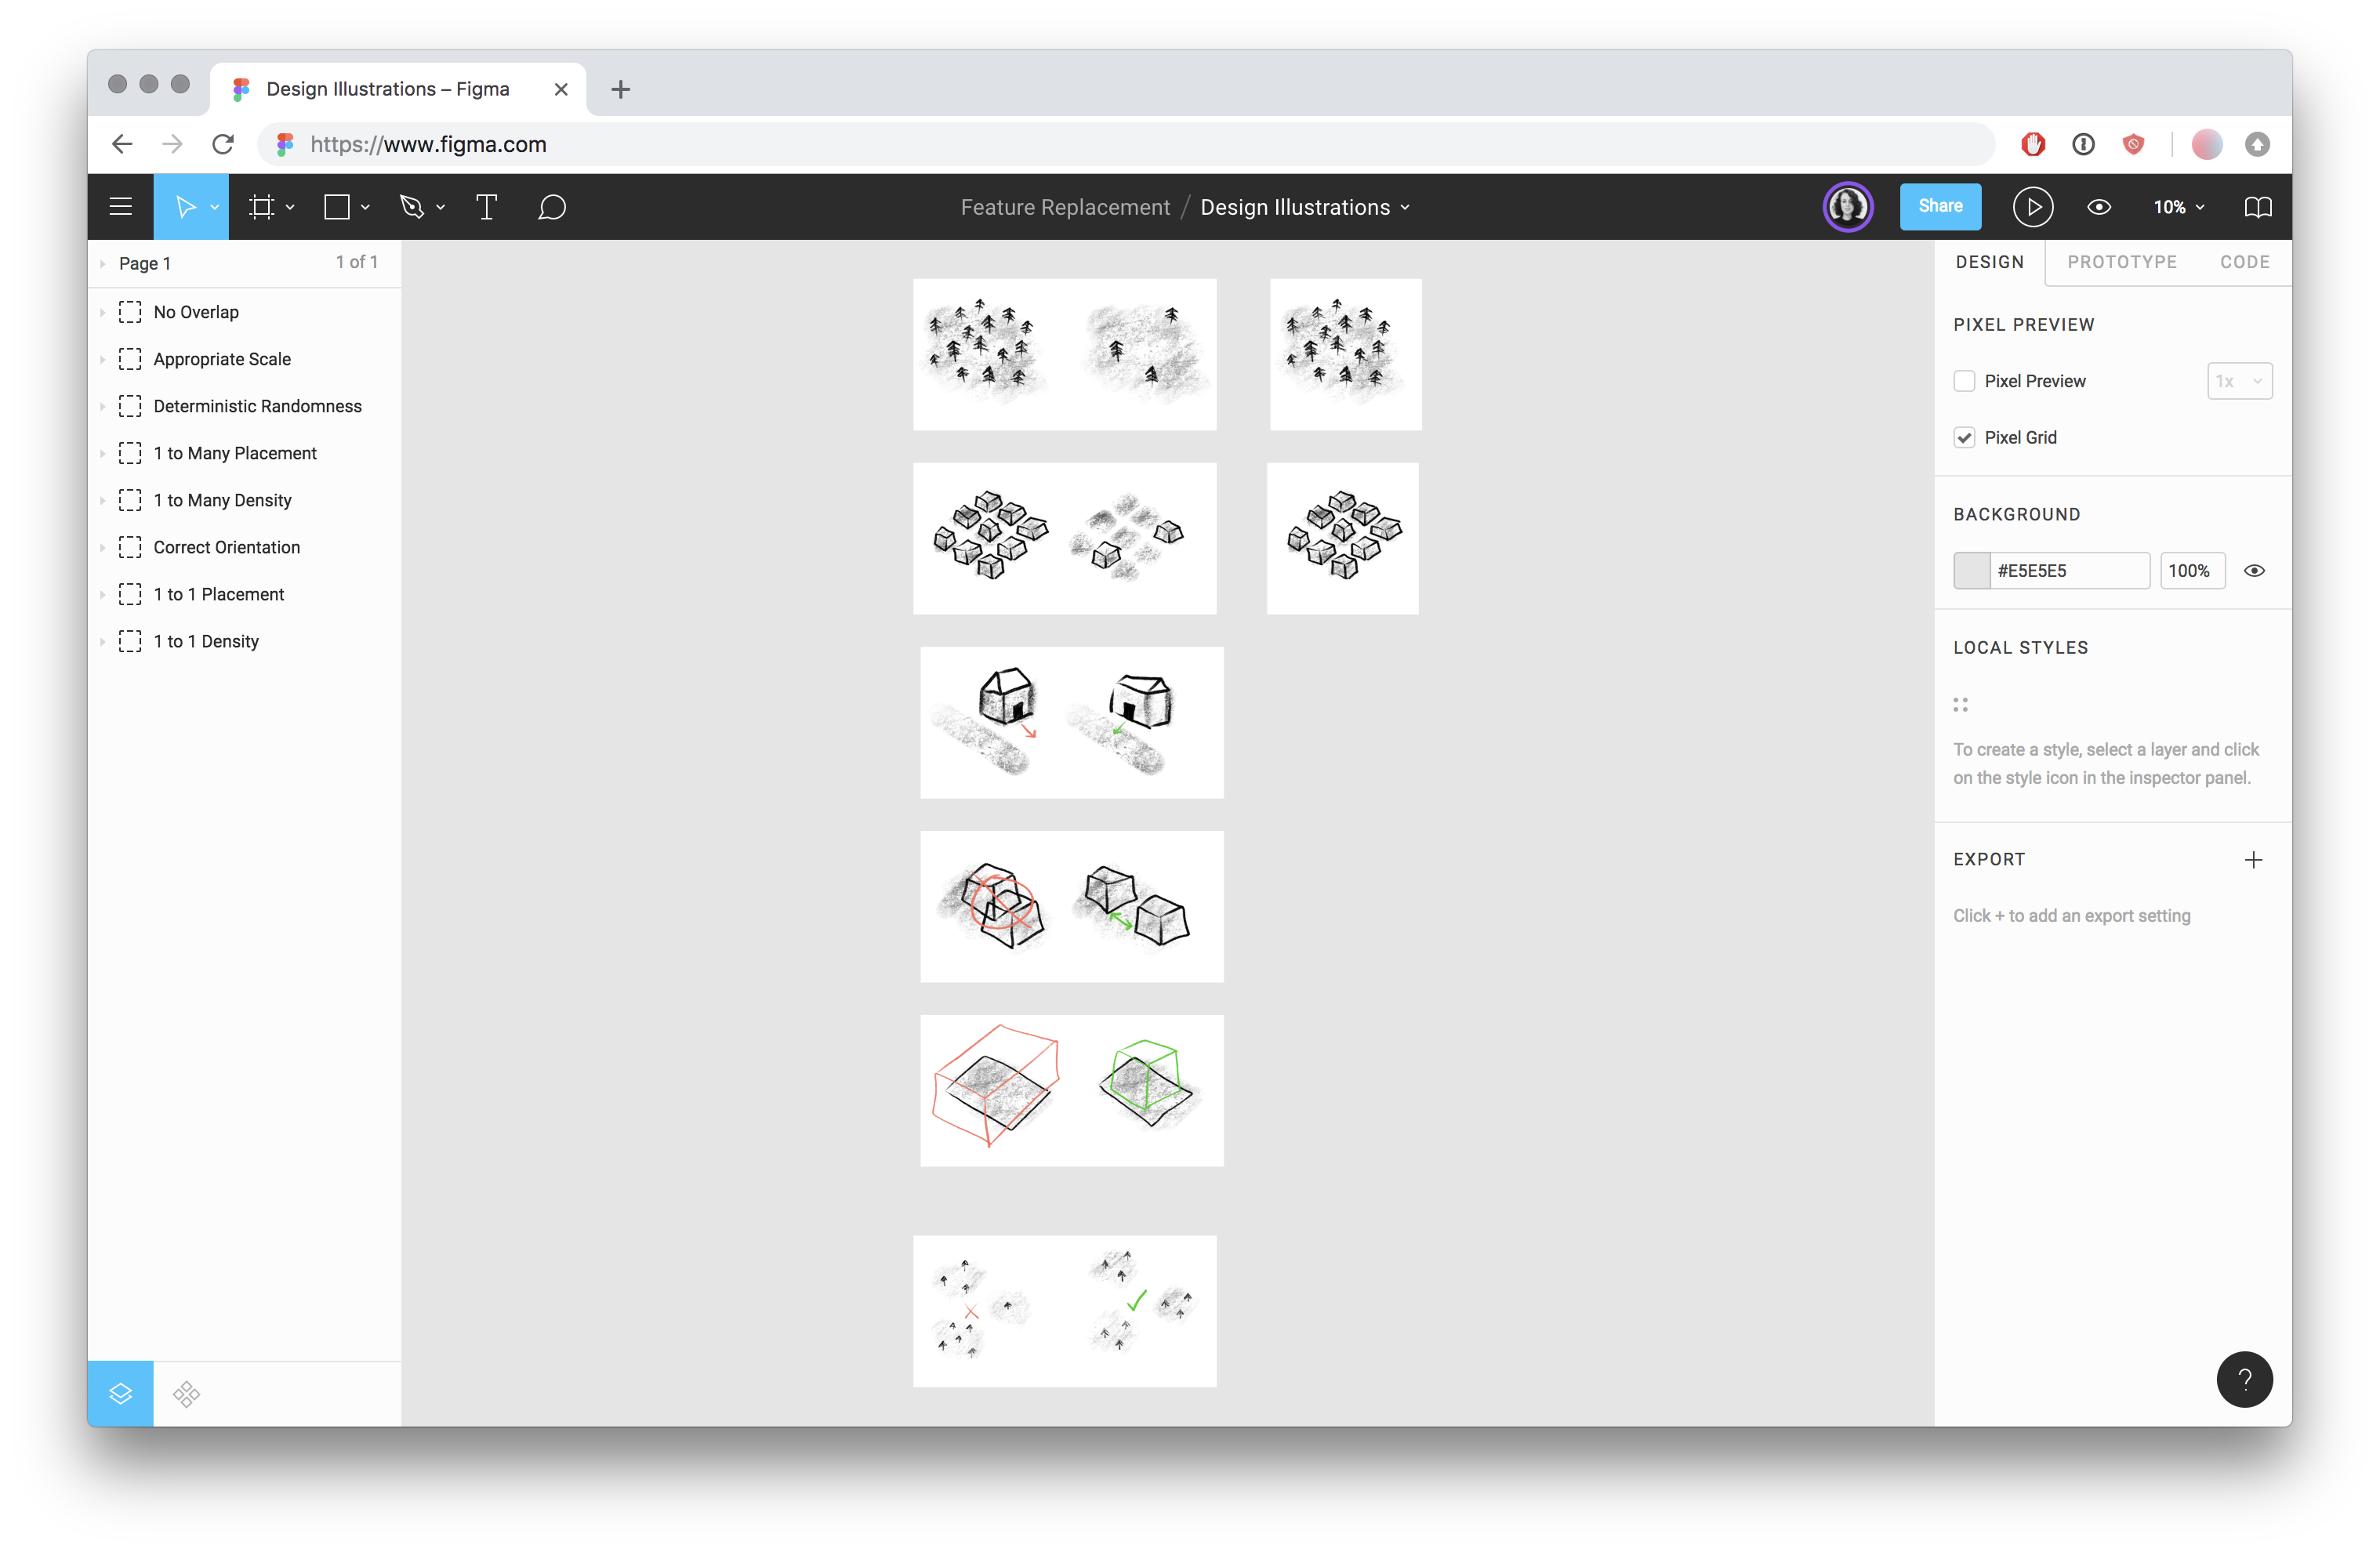 Design Illustrations – Figma
https://www.figma.com
Feature Replacement / Design Illustrations
Share
10%
Page 1
1 of 1
No Overlap
Appropriate Scale
Deterministic Randomness
1 to Many Placement
1 to Many Density
Correct Orientation
1 to 1 Placement
1 to 1 Density
DESIGN
PROTOTYPE
CODE
PIXEL PREVIEW
Pixel Preview
1x
Pixel Grid
BACKGROUND
#E5E5E5
100%
LOCAL STYLES
To create a style, select a layer and click
on the style icon in the inspector panel.
EXPORT
Click + to add an export setting
?